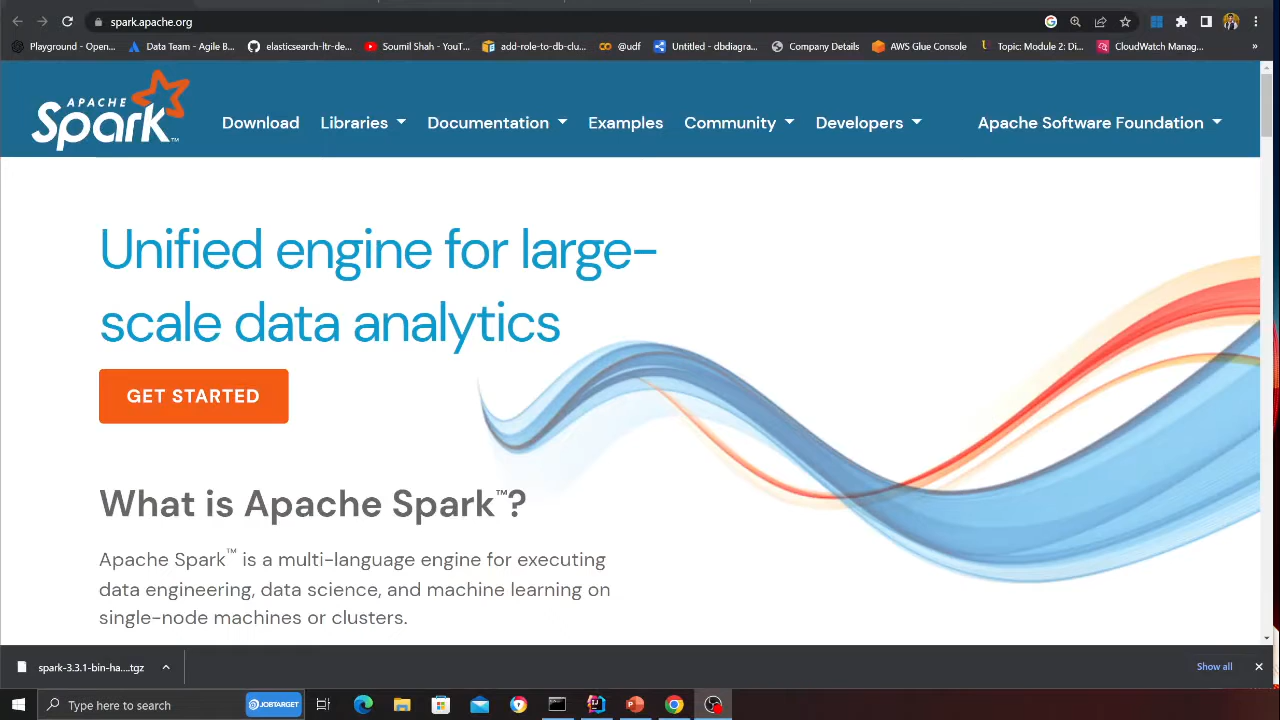 spark.apache.org
Playground - Open...
Data Team - Agile B...
elasticsearch-ltr-de...
Soumil Shah - YouT...
add-role-to-db-clu...
@udf
Untitled - dbdiagra...
Company Details
AWS Glue Console
Topic: Module 2: Di...
CloudWatch Manag...
»
APACHE
Spark™
Download
Libraries
Documentation
Examples
Community
Developers
Apache Software Foundation
Unified engine for large-
scale data analytics
GET STARTED
What is Apache Spark™?
Apache Spark™ is a multi-language engine for executing
data engineering, data science, and machine learning on
single-node machines or clusters.
spark-3.3.1-bin-ha....tgz
Show all
Type here to search
JOBTARGET